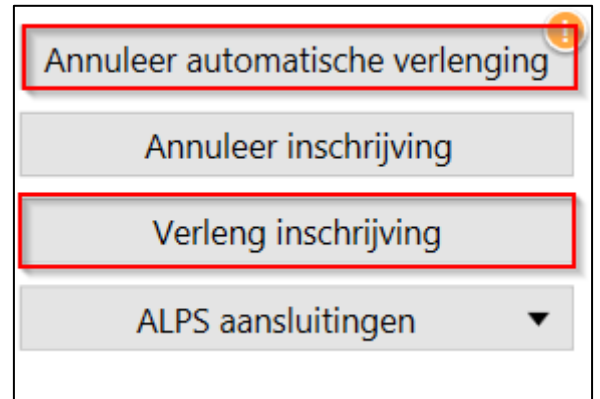 Annuleer automatische verlenging
Annuleer inschrijving
Verleng inschrijving
ALPS aansluitingen